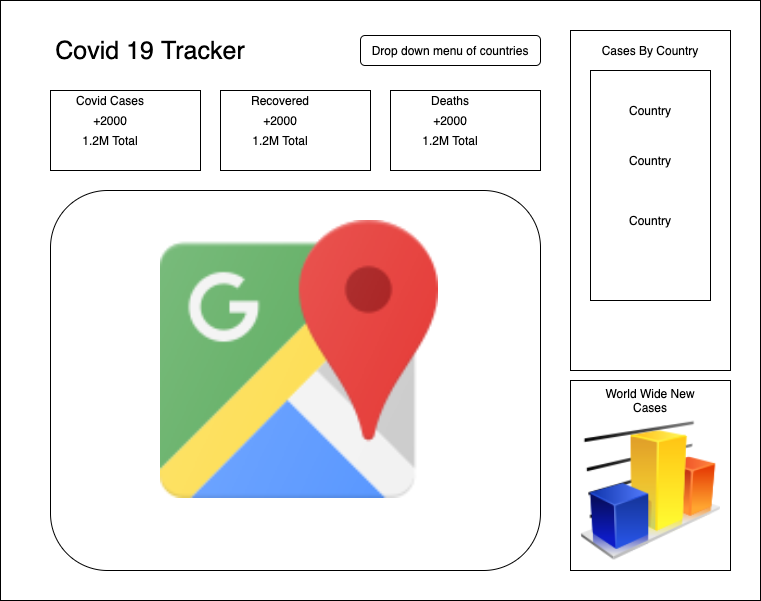 Covid 19 Tracker
Drop down menu of countries
Covid Cases
+2000
1.2M Total
Recovered
+2000
1.2M Total
Deaths
+2000
1.2M Total
G
Cases By Country
Country
Country
Country
World Wide New
Cases